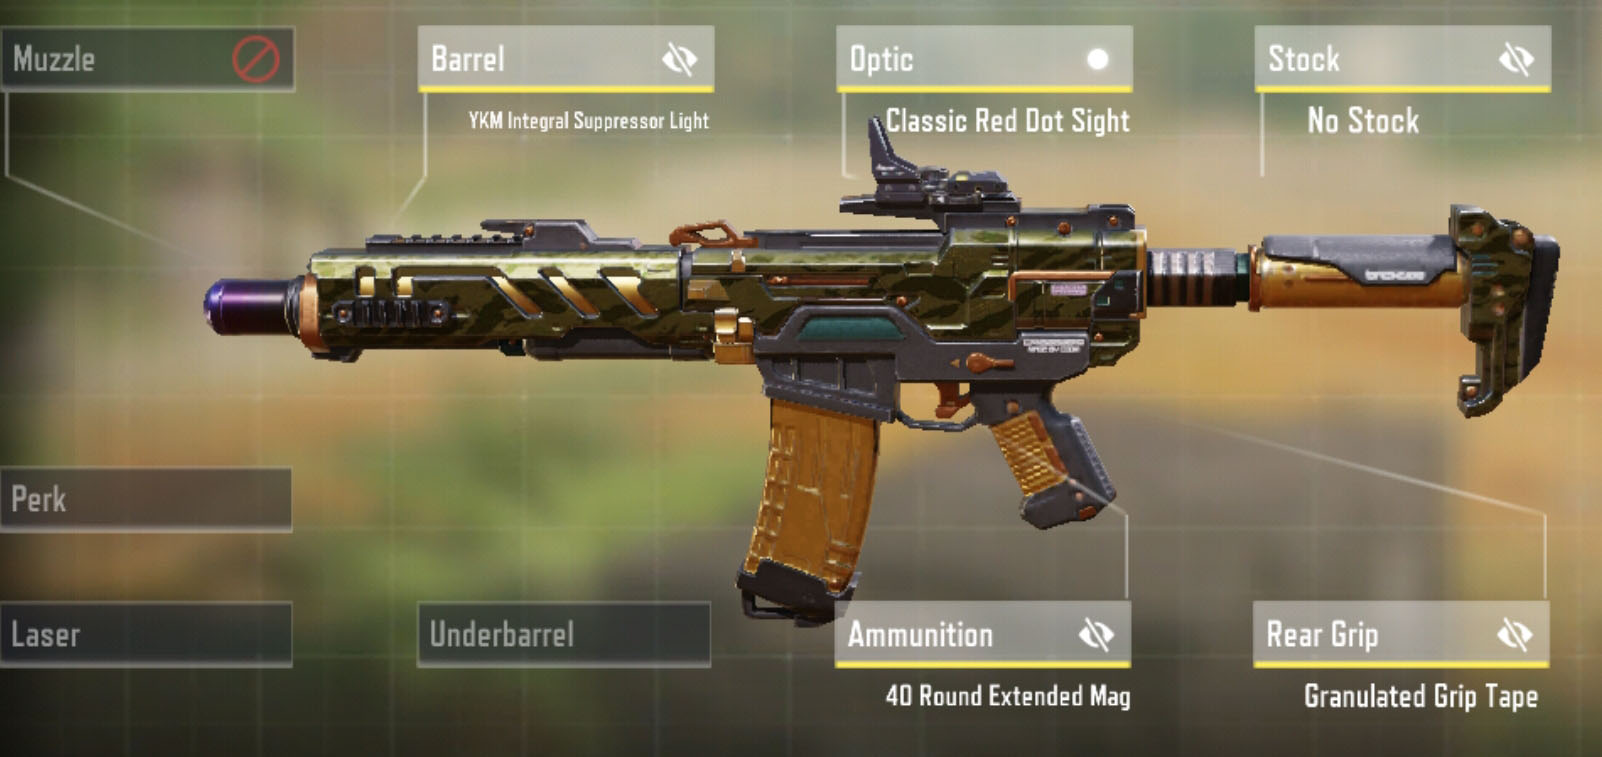 Muzzle
Barrel
Optic
Stock
YKM Integral Suppressor Light
Classic Red Dot Sight
No Stock
Perk
Laser
Underbarrel
Ammunition
Rear Grip
40 Round Extended Mag
Granulated Grip Tape